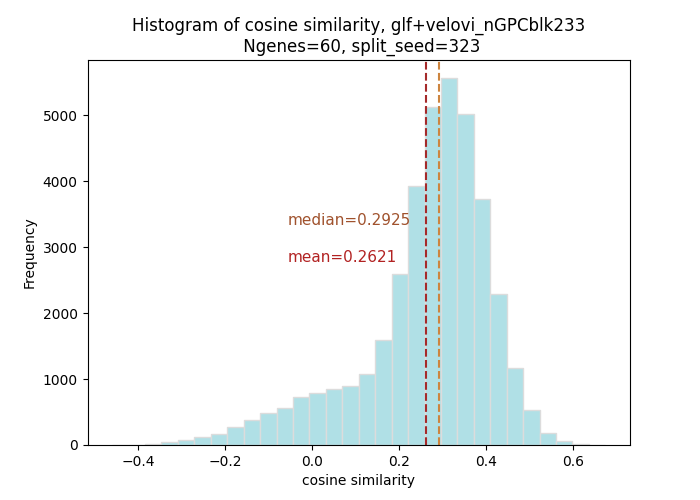 Histogram of cosine similarity, glf+velovi_nGPCblk233
Ngenes=60, split_seed=323
Frequency
5000
4000
3000
2000
1000
0
median=0.2925
mean=0.2621
−0.4 −0.2 0.0 0.2 0.4 0.6
cosine similarity